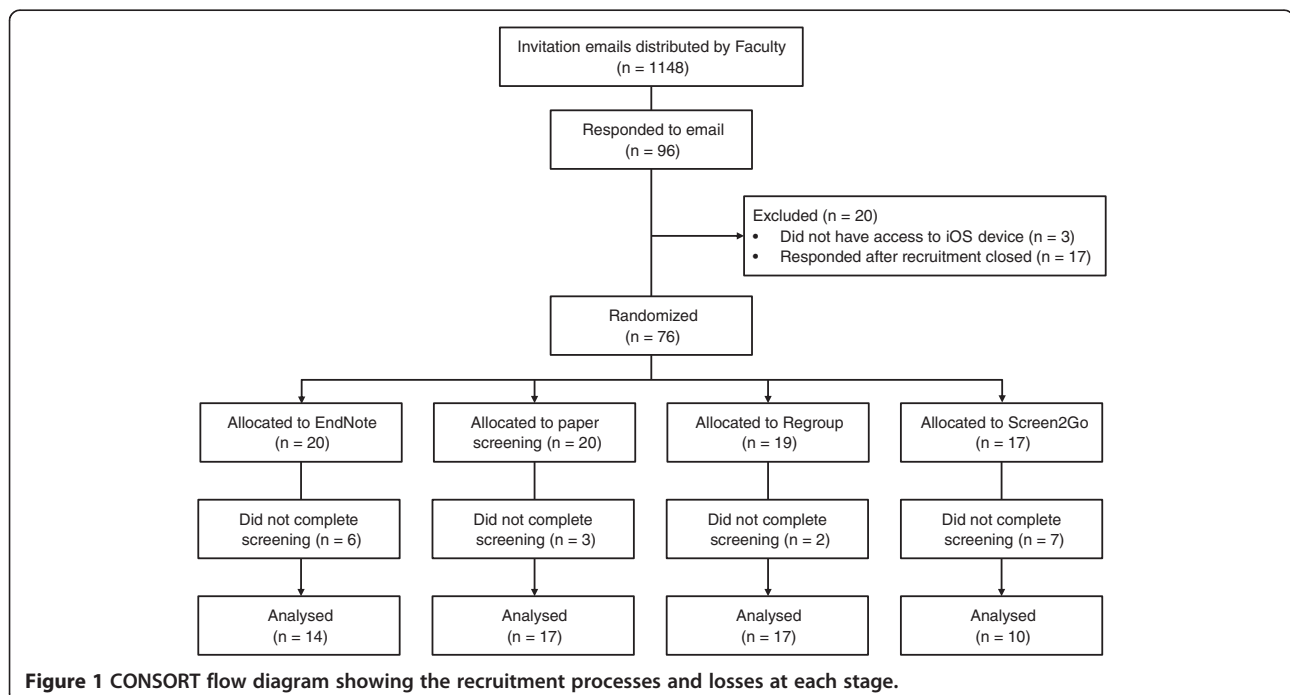 Invitation emails distributed by Faculty
(n = 1148)
Responded to email
(n = 96)
Excluded (n = 20)
• Did not have access to iOS device (n = 3)
• Responded after recruitment closed (n = 17)
Randomized
(n = 76)
Allocated to EndNote
(n = 20)
Allocated to paper
screening (n = 20)
Allocated to Regroup
(n = 19)
Allocated to Screen2Go
(n = 17)
Did not complete
screening (n = 6)
Did not complete
screening (n = 3)
Did not complete
screening (n = 2)
Did not complete
screening (n = 7)
Analysed
(n = 14)
Analysed
(n = 17)
Analysed
(n = 17)
Analysed
(n = 10)
Figure 1 CONSORT flow diagram showing the recruitment processes and losses at each stage.